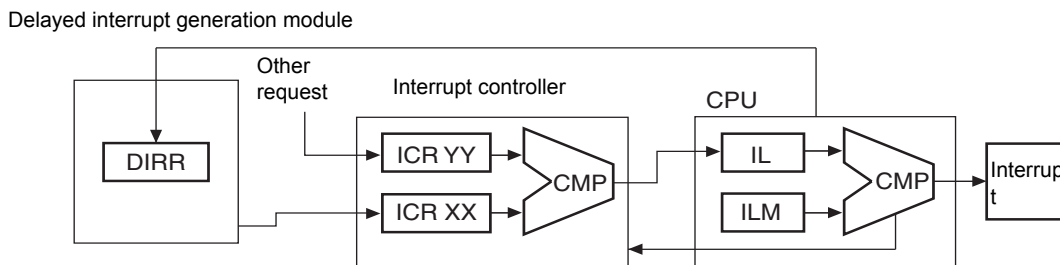 Delayed interrupt generation module
Other
request
Interrupt controller
CPU
DIRR
ICR YY
CMP
ICR XX
IL
ILM
CMP
Interrup
t